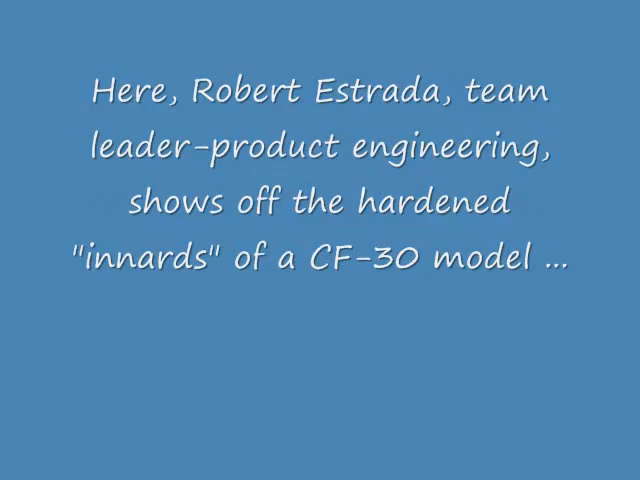 Here, Robert Estrada, team
leader-product engineering,
shows off the hardened
"innards" of a CF-30 model ...